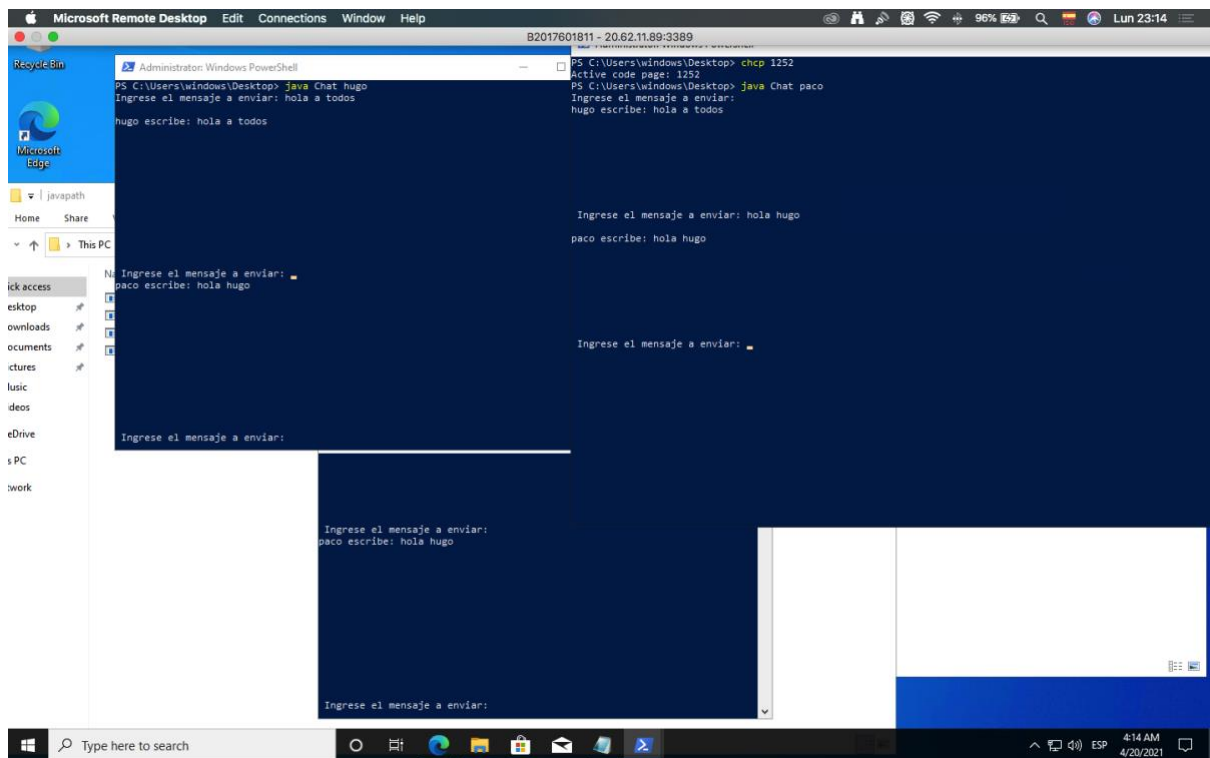 Microsoft Remote Desktop Edit Connections Window Help 96% Lun 23:14
B2017601811 - 20.62.11.89:3389
Recycle Bin
Microsoft
Edge
Administrator: Windows PowerShell
PS C:\Users\windows\Desktop> java Chat hugo
Ingrese el mensaje a enviar: hola a todos
hugo escribe: hola a todos
Ingrese el mensaje a enviar:
paco escribe: hola hugo
Ingrese el mensaje a enviar:
PS C:\Users\windows\Desktop> chcp 1252
Active code page: 1252
PS C:\Users\windows\Desktop> java Chat paco
Ingrese el mensaje a enviar:
hugo escribe: hola a todos
Ingrese el mensaje a enviar: hola hugo
paco escribe: hola hugo
Ingrese el mensaje a enviar:
javapath
Home Share
This PC
ick access
esktop
ownloads
ocuments
ictures
usic
ideos
eDrive
s PC
twork
Ingrese el mensaje a enviar:
paco escribe: hola hugo
Ingrese el mensaje a enviar:
Type here to search
ESP
4:14 AM
4/20/2021